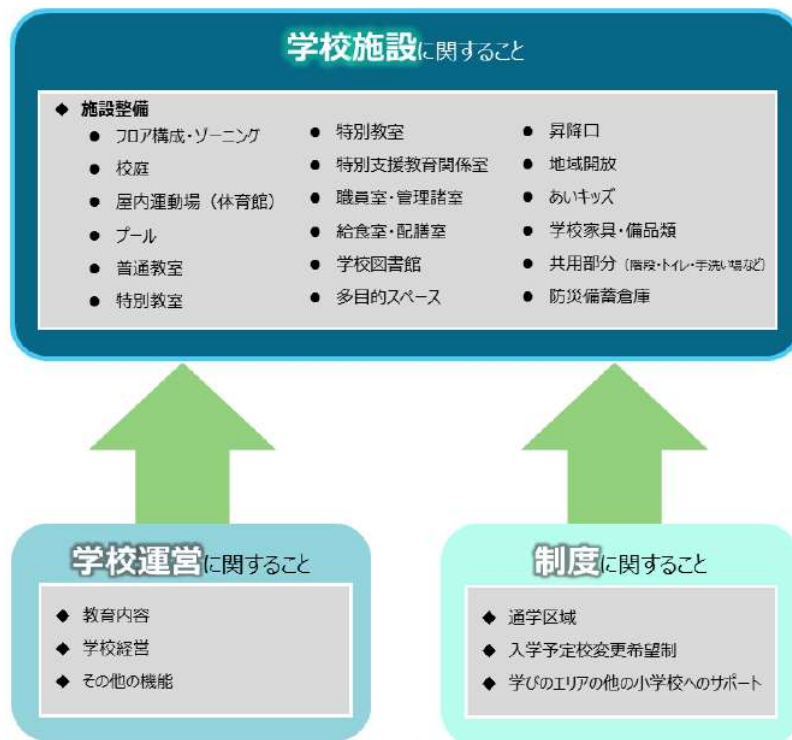 学校施設に関すること
◆ 施設整備
● フロア構成・ゾーニング
● 校庭
● 屋内運動場（体育館）
● プール
● 普通教室
● 特別教室
● 特別教室
● 特別支援教育関係室
● 職員室・管理諸室
● 給食室・配膳室
● 学校図書館
● 多目的スペース
● 昇降口
● 地域開放
● あいキッズ
● 学校家具・備品類
● 共用部分（階段・トイレ・手洗い場など）
● 防災備蓄倉庫
学校運営に関すること
◆ 教育内容
◆ 学校経営
◆ その他の機能
制度に関すること
◆ 通学区域
◆ 入学予定校変更希望制
◆ 学びのエリアの他の小学校へのサポート